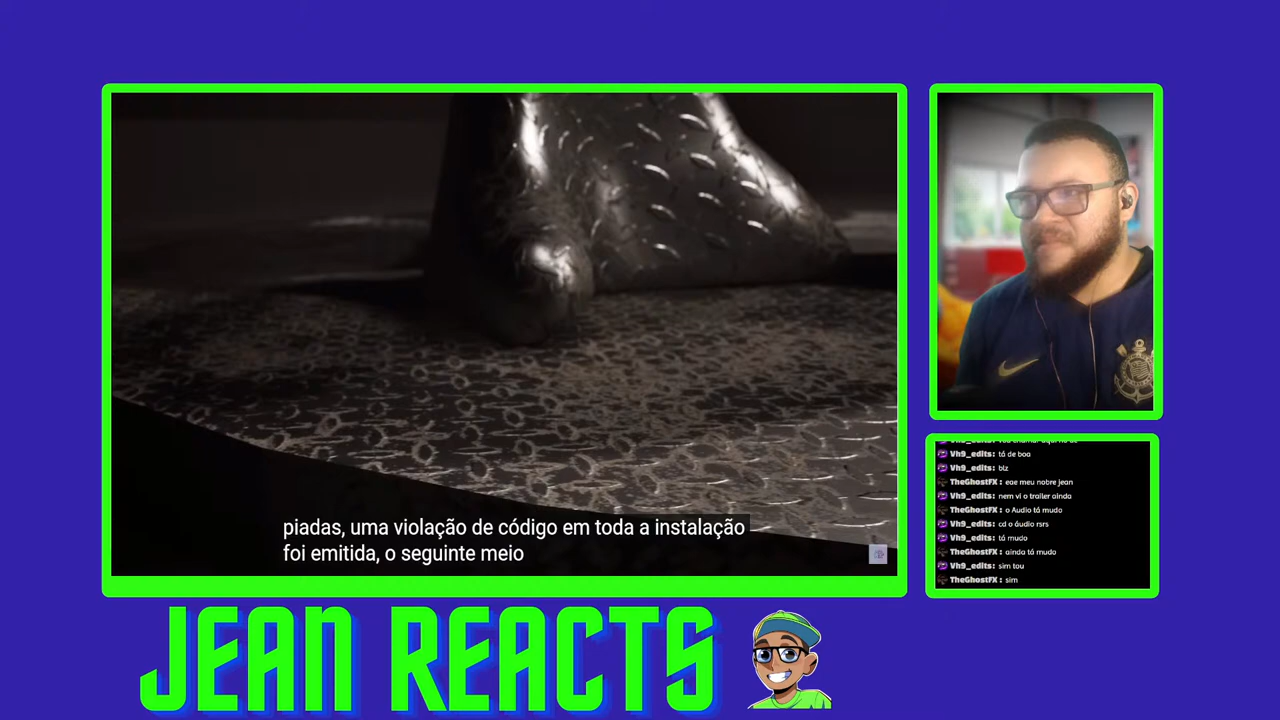 piadas, uma violação de código em toda a instalação
foi emitida, o seguinte meio
Vh9_edits: tá de boa
Vh9_edits: blz
TheGhostFX : eae meu nobre jean
Vh9_edits: nem vi o trailer ainda
TheGhostFX : o Audio tá mudo
Vh9_edits: cd o áudio rsrs
Vh9_edits: tá mudo
TheGhostFX : ainda tá mudo
Vh9_edits: sim tou
TheGhostFX : sim
JEAN REACTS